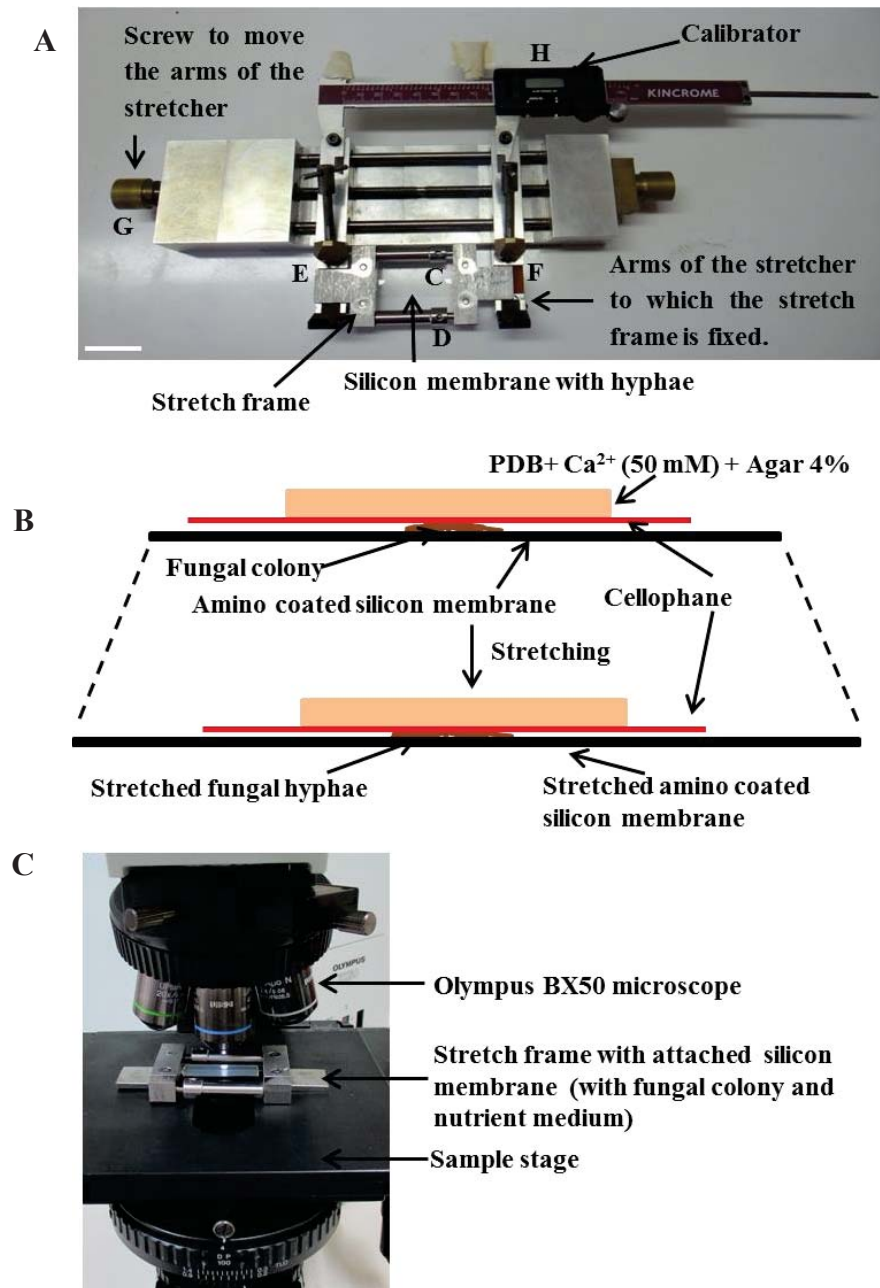 A
Screw to move
the arms of the
stretcher
H
Calibrator
KINCROME
G
E
C
F
D
Arms of the stretcher
to which the stretch
frame is fixed.
Silicon membrane with hyphae
Stretch frame
B
PDB+ Ca²⁺ (50 mM) + Agar 4%
Fungal colony
Amino coated silicon membrane
Cellophane
Stretching
Stretched fungal hyphae
Stretched amino coated
silicon membrane
C
OLYMPUS
Olympus BX50 microscope
Stretch frame with attached silicon
membrane (with fungal colony and
nutrient medium)
Sample stage
D P
100